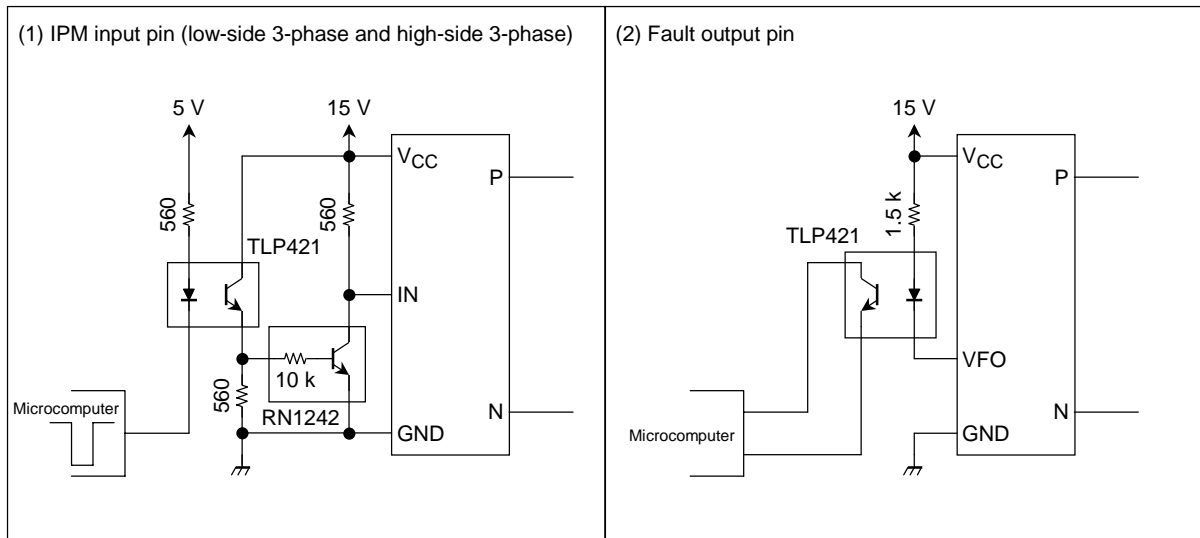 (1) IPM input pin (low-side 3-phase and high-side 3-phase)
5 V
15 V
VCC
P
560
560
TLP421
IN
10 k
560
RN1242
N
GND
Microcomputer
(2) Fault output pin
15 V
VCC
P
1.5 k
TLP421
VFO
N
GND
Microcomputer